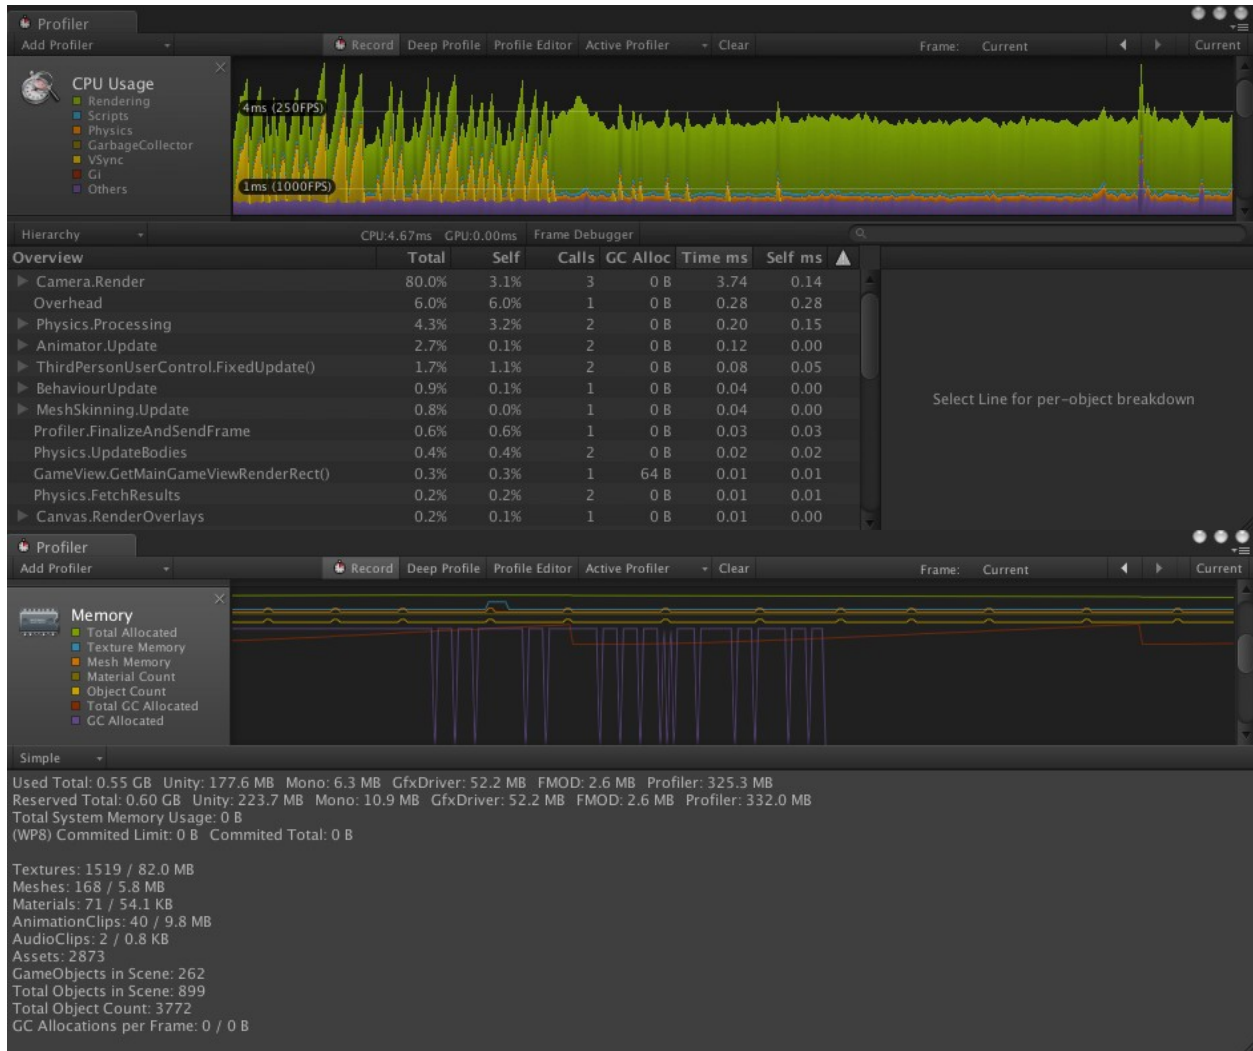 Profiler
Add Profiler Record Deep Profile Profile Editor Active Profiler Clear Frame: Current Current
CPU Usage
Rendering
Scripts
Physics
GarbageCollector
VSync
Gi
Others
4ms (250FPS)
1ms (1000FPS)
Hierarchy CPU:4.67ms GPU:0.00ms Frame Debugger
Overview Total Self Calls GC Alloc Time ms Self ms
Camera.Render 80.0% 3.1% 3 0 B 3.74 0.14
Overhead 6.0% 6.0% 1 0 B 0.28 0.28
Physics.Processing 4.3% 3.2% 2 0 B 0.20 0.15
Animator.Update 2.7% 0.1% 2 0 B 0.12 0.00
ThirdPersonUserControl.FixedUpdate() 1.7% 1.1% 2 0 B 0.08 0.05
BehaviourUpdate 0.9% 0.1% 1 0 B 0.04 0.00
MeshSkinning.Update 0.8% 0.0% 1 0 B 0.04 0.00
Profiler.FinalizeAndSendFrame 0.6% 0.6% 1 0 B 0.03 0.03
Physics.UpdateBodies 0.4% 0.4% 2 0 B 0.02 0.02
GameView.GetMainGameViewRenderRect() 0.3% 0.3% 1 64 B 0.01 0.01
Physics.FetchResults 0.2% 0.2% 2 0 B 0.01 0.01
Canvas.RenderOverlays 0.2% 0.1% 1 0 B 0.01 0.00
Select Line for per-object breakdown
Profiler
Add Profiler Record Deep Profile Profile Editor Active Profiler Clear Frame: Current Current
Memory
Total Allocated
Texture Memory
Mesh Memory
Material Count
Object Count
Total GC Allocated
GC Allocated
Simple
Used Total: 0.55 GB Unity: 177.6 MB Mono: 6.3 MB GfxDriver: 52.2 MB FMOD: 2.6 MB Profiler: 325.3 MB
Reserved Total: 0.60 GB Unity: 223.7 MB Mono: 10.9 MB GfxDriver: 52.2 MB FMOD: 2.6 MB Profiler: 332.0 MB
Total System Memory Usage: 0 B
(WP8) Commited Limit: 0 B Commited Total: 0 B
Textures: 1519 / 82.0 MB
Meshes: 168 / 5.8 MB
Materials: 71 / 54.1 KB
AnimationClips: 40 / 9.8 MB
AudioClips: 2 / 0.8 KB
Assets: 2873
GameObjects in Scene: 262
Total Objects in Scene: 899
Total Object Count: 3772
GC Allocations per Frame: 0 / 0 B